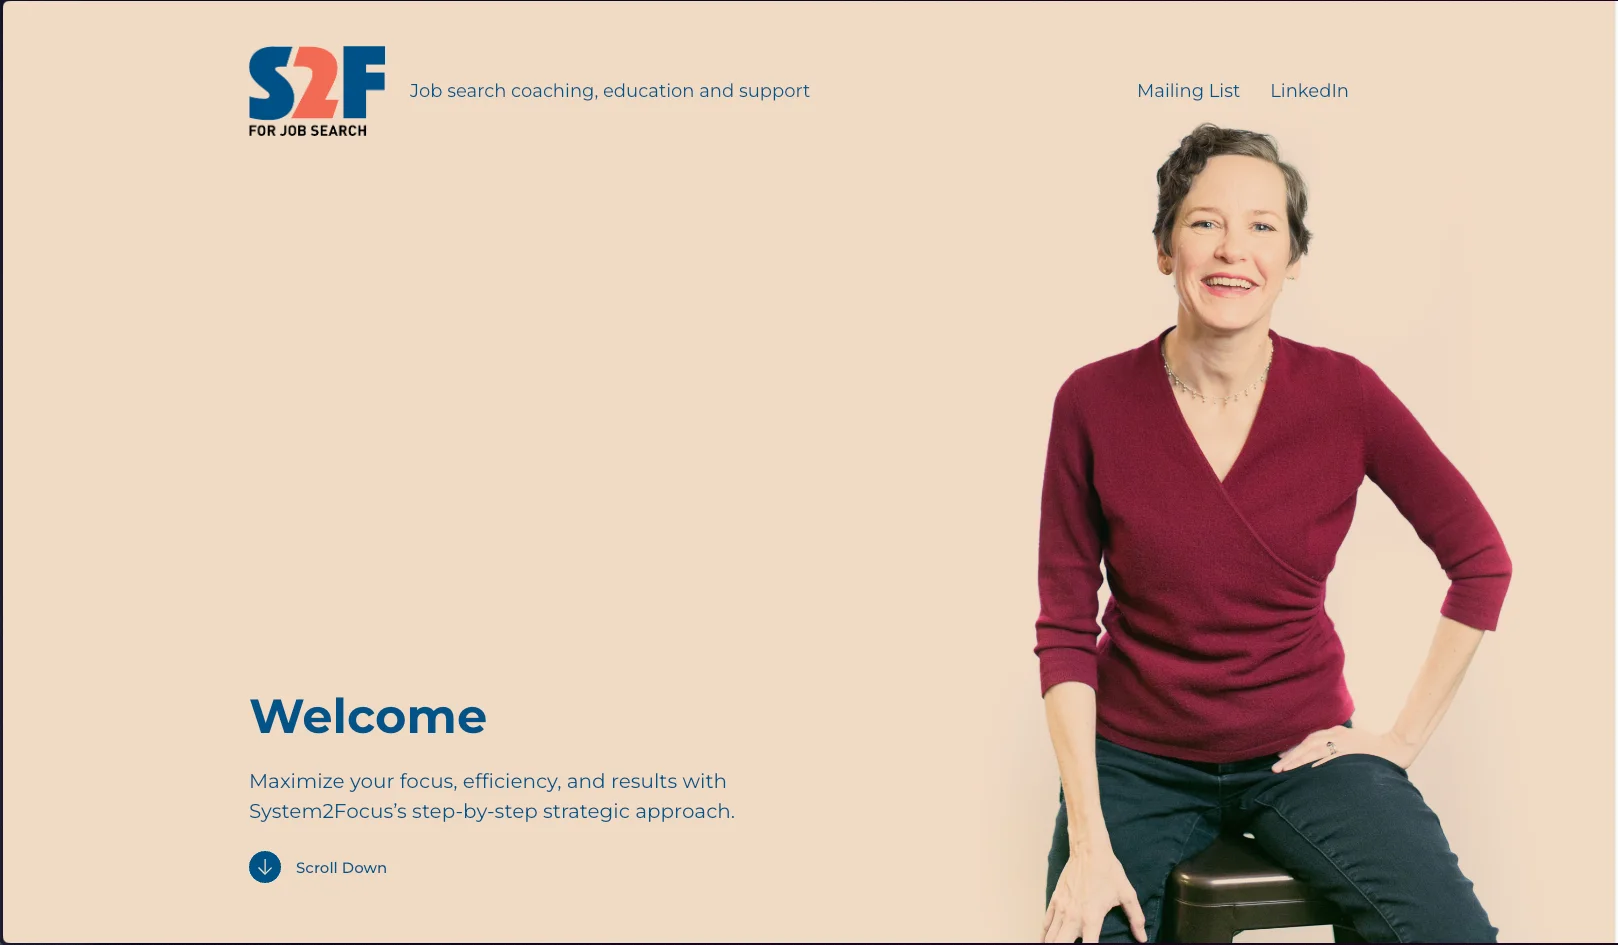 S2F
FOR JOB SEARCH
Job search coaching, education and support
Mailing List
LinkedIn
Welcome
Maximize your focus, efficiency, and results with
System2Focus’s step-by-step strategic approach.
Scroll Down